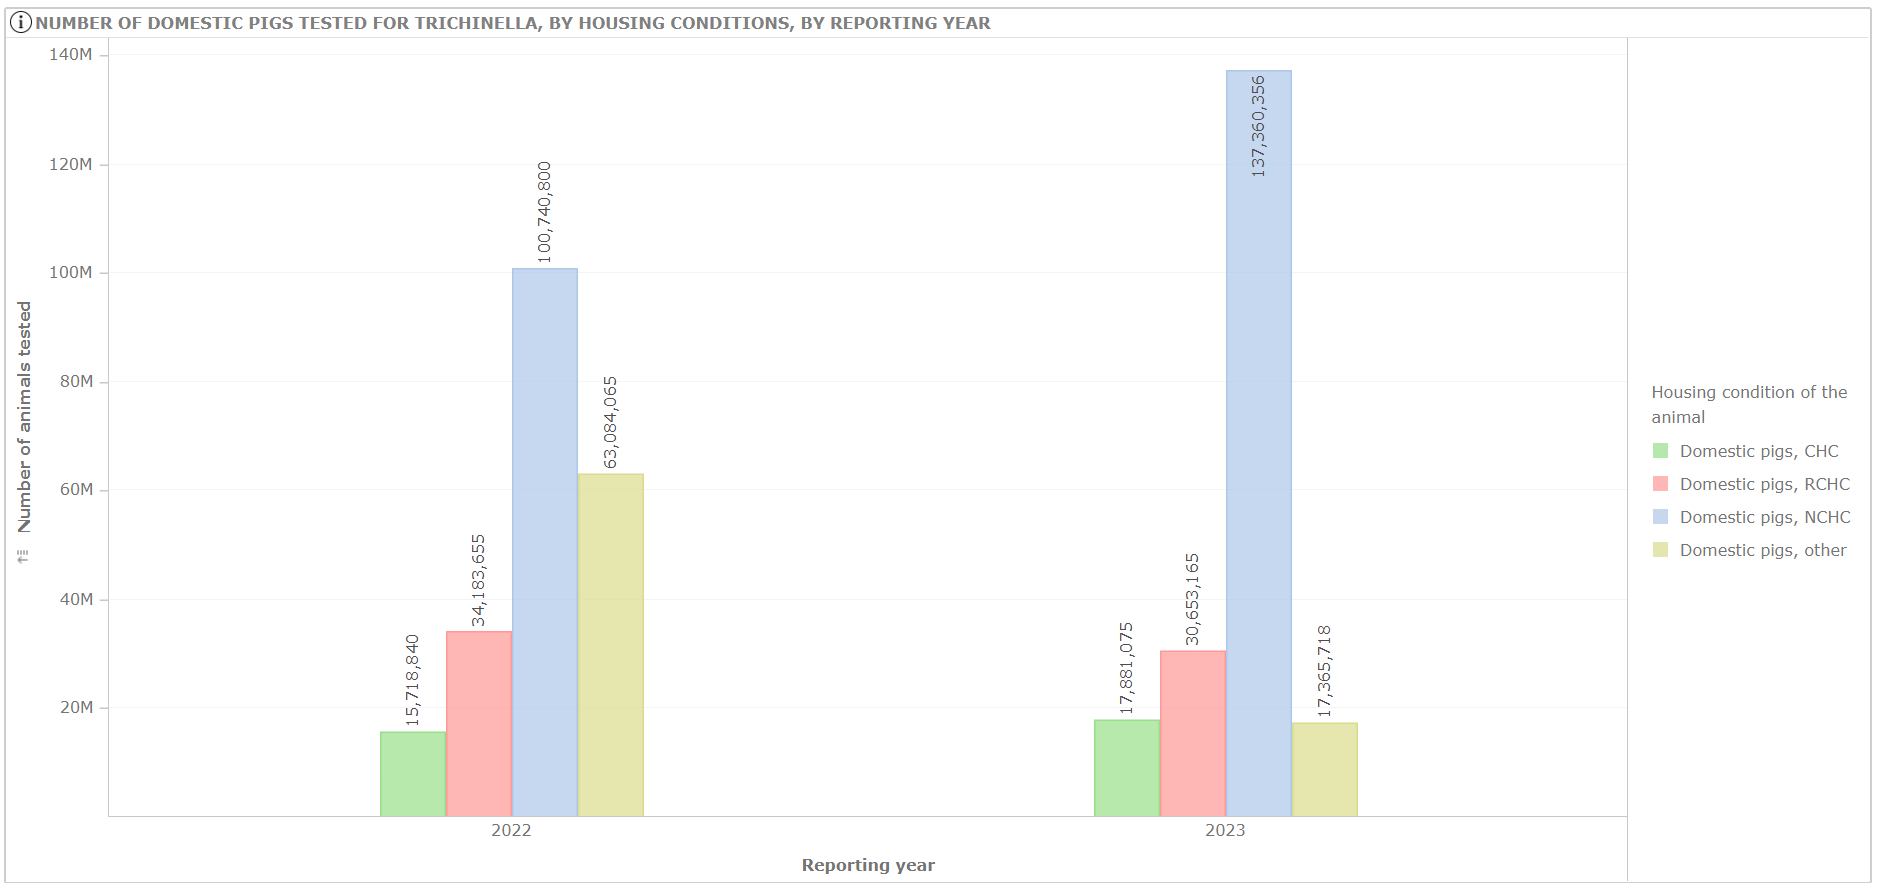 i NUMBER OF DOMESTIC PIGS TESTED FOR TRICHINELLA, BY HOUSING CONDITIONS, BY REPORTING YEAR
140M
120M
100M
80M
60M
40M
20M
Number of animals tested
15,718,840
34,183,655
100,740,800
63,084,065
17,881,075
30,653,165
137,360,356
17,365,718
2022
2023
Reporting year
Housing condition of the
animal
Domestic pigs, CHC
Domestic pigs, RCHC
Domestic pigs, NCHC
Domestic pigs, other